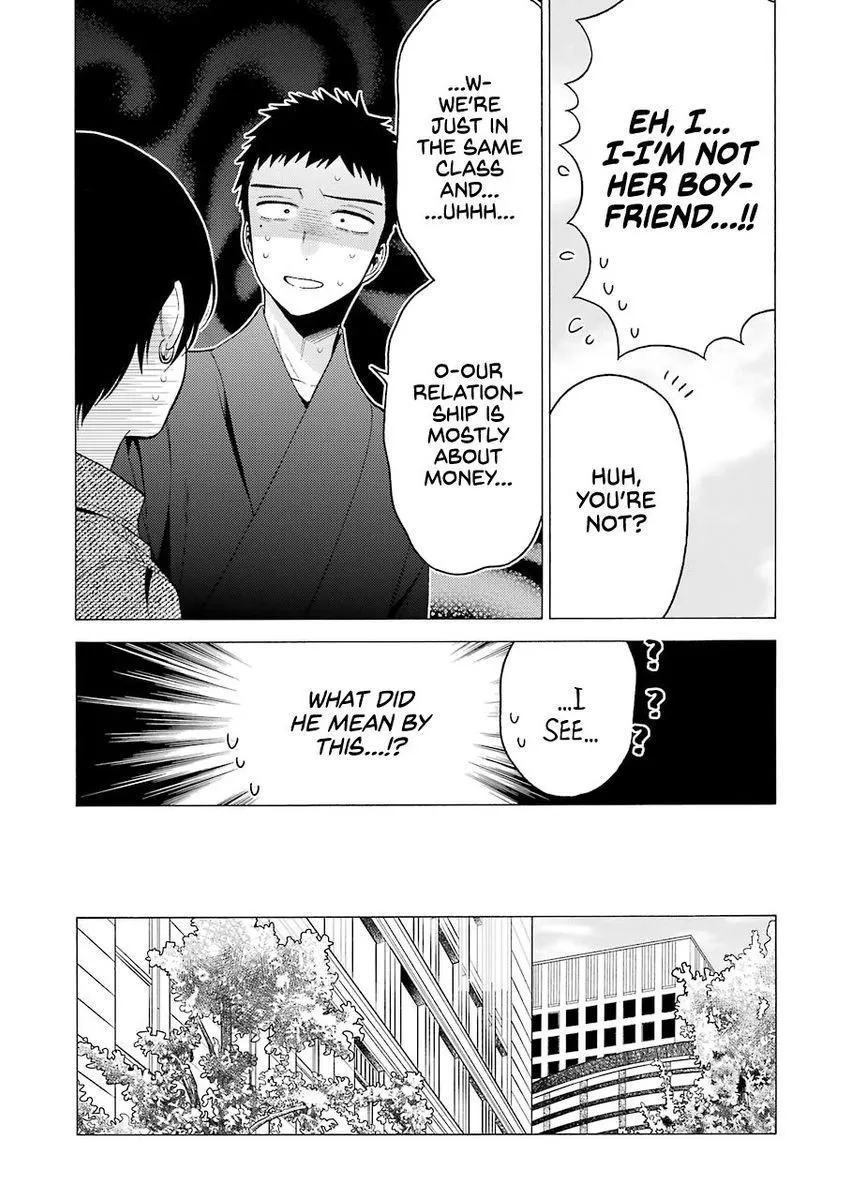 EH, I...
I-I'M NOT
HER BOY-
FRIEND...!!
HUH,
YOU'RE
NOT?
...W-
WE'RE
JUST IN
THE SAME
CLASS
AND...
...UHHH...
O-OUR
RELATION-
SHIP IS
MOSTLY
ABOUT
MONEY...
?
?
?
...I
SEE...
WHAT DID
HE MEAN BY
THIS...!?